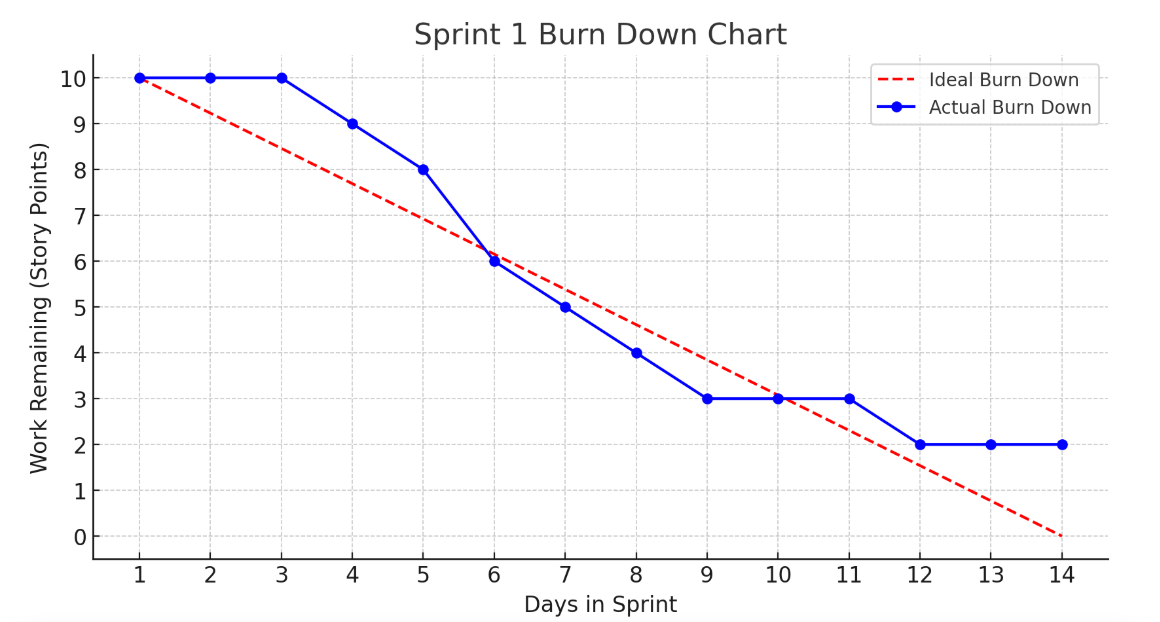 Sprint 1 Burn Down Chart
Ideal Burn Down
Actual Burn Down
Work Remaining (Story Points)
10
9
8
7
6
5
4
3
2
1
0
1 2 3 4 5 6 7 8 9 10 11 12 13 14
Days in Sprint